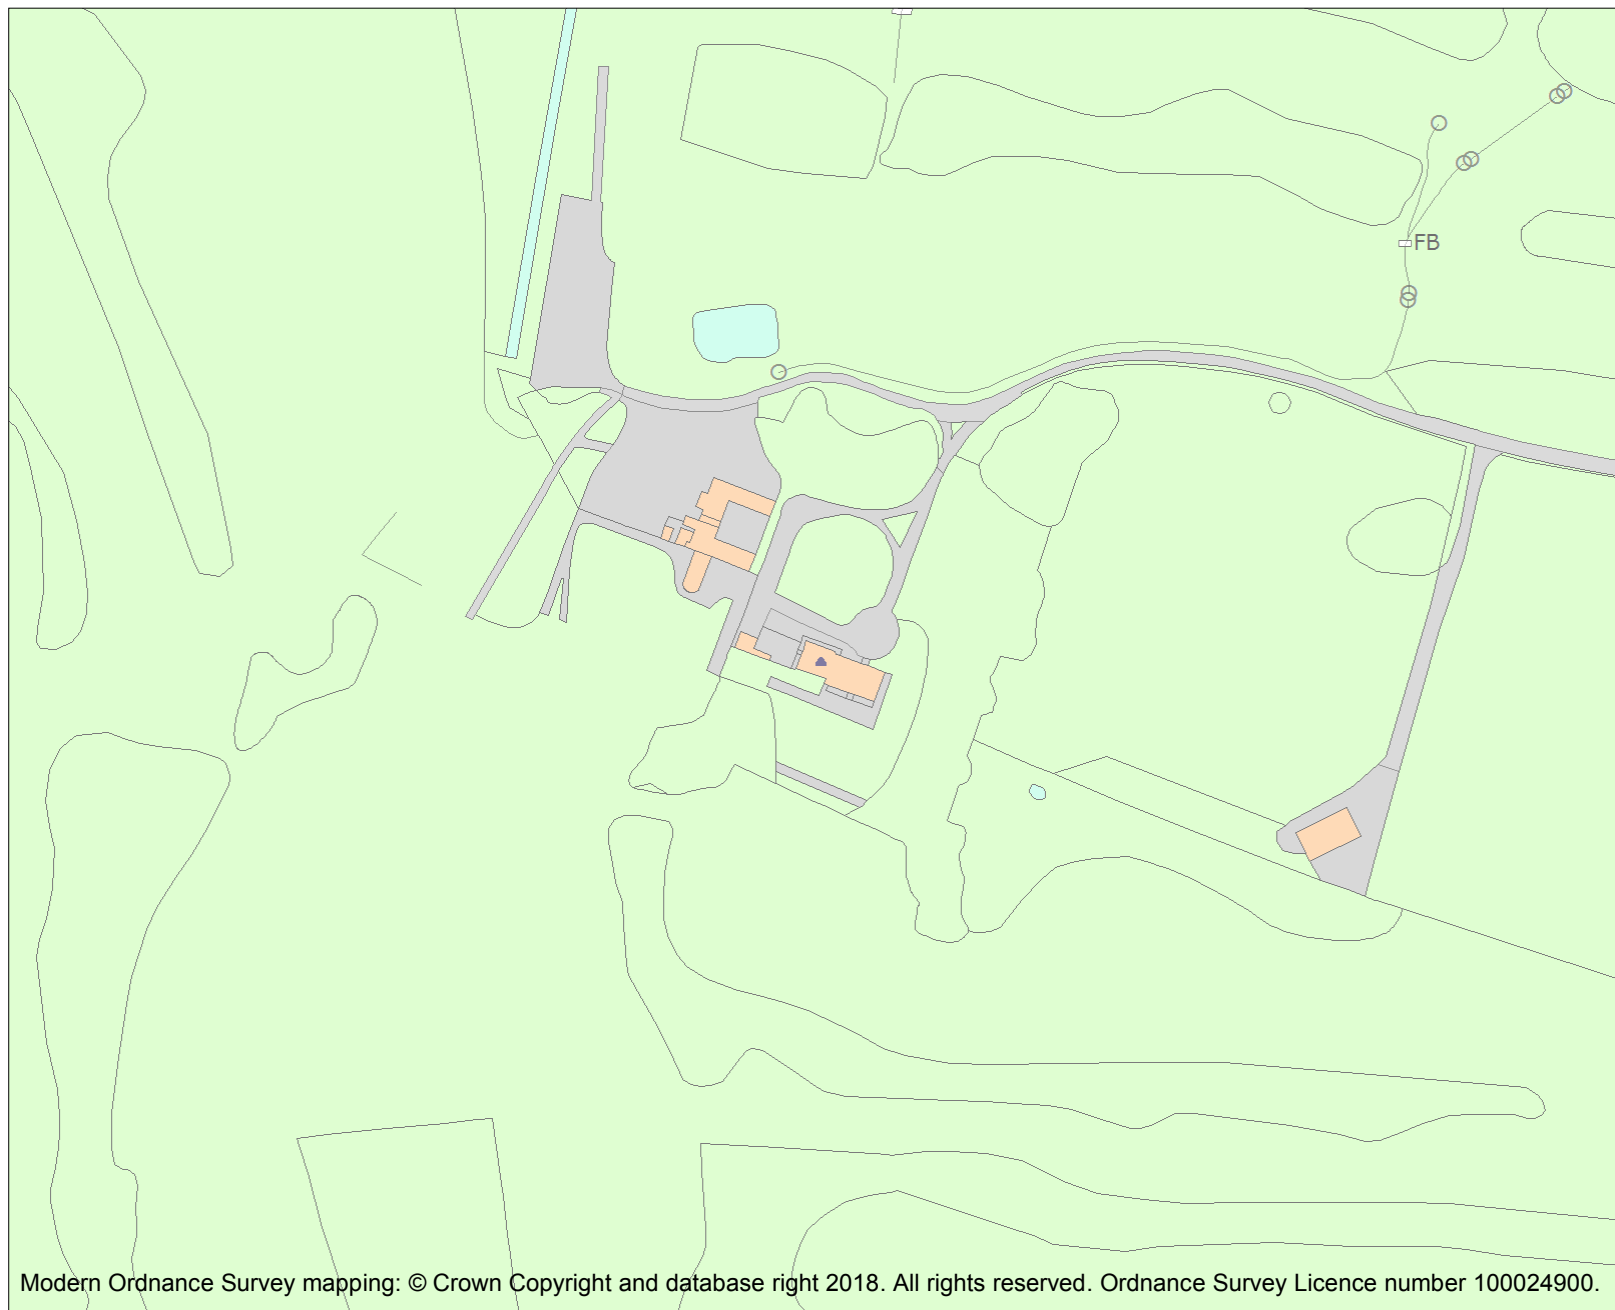 FB
Modern Ordnance Survey mapping: © Crown Copyright and database right 2018. All rights reserved. Ordnance Survey Licence number 100024900.